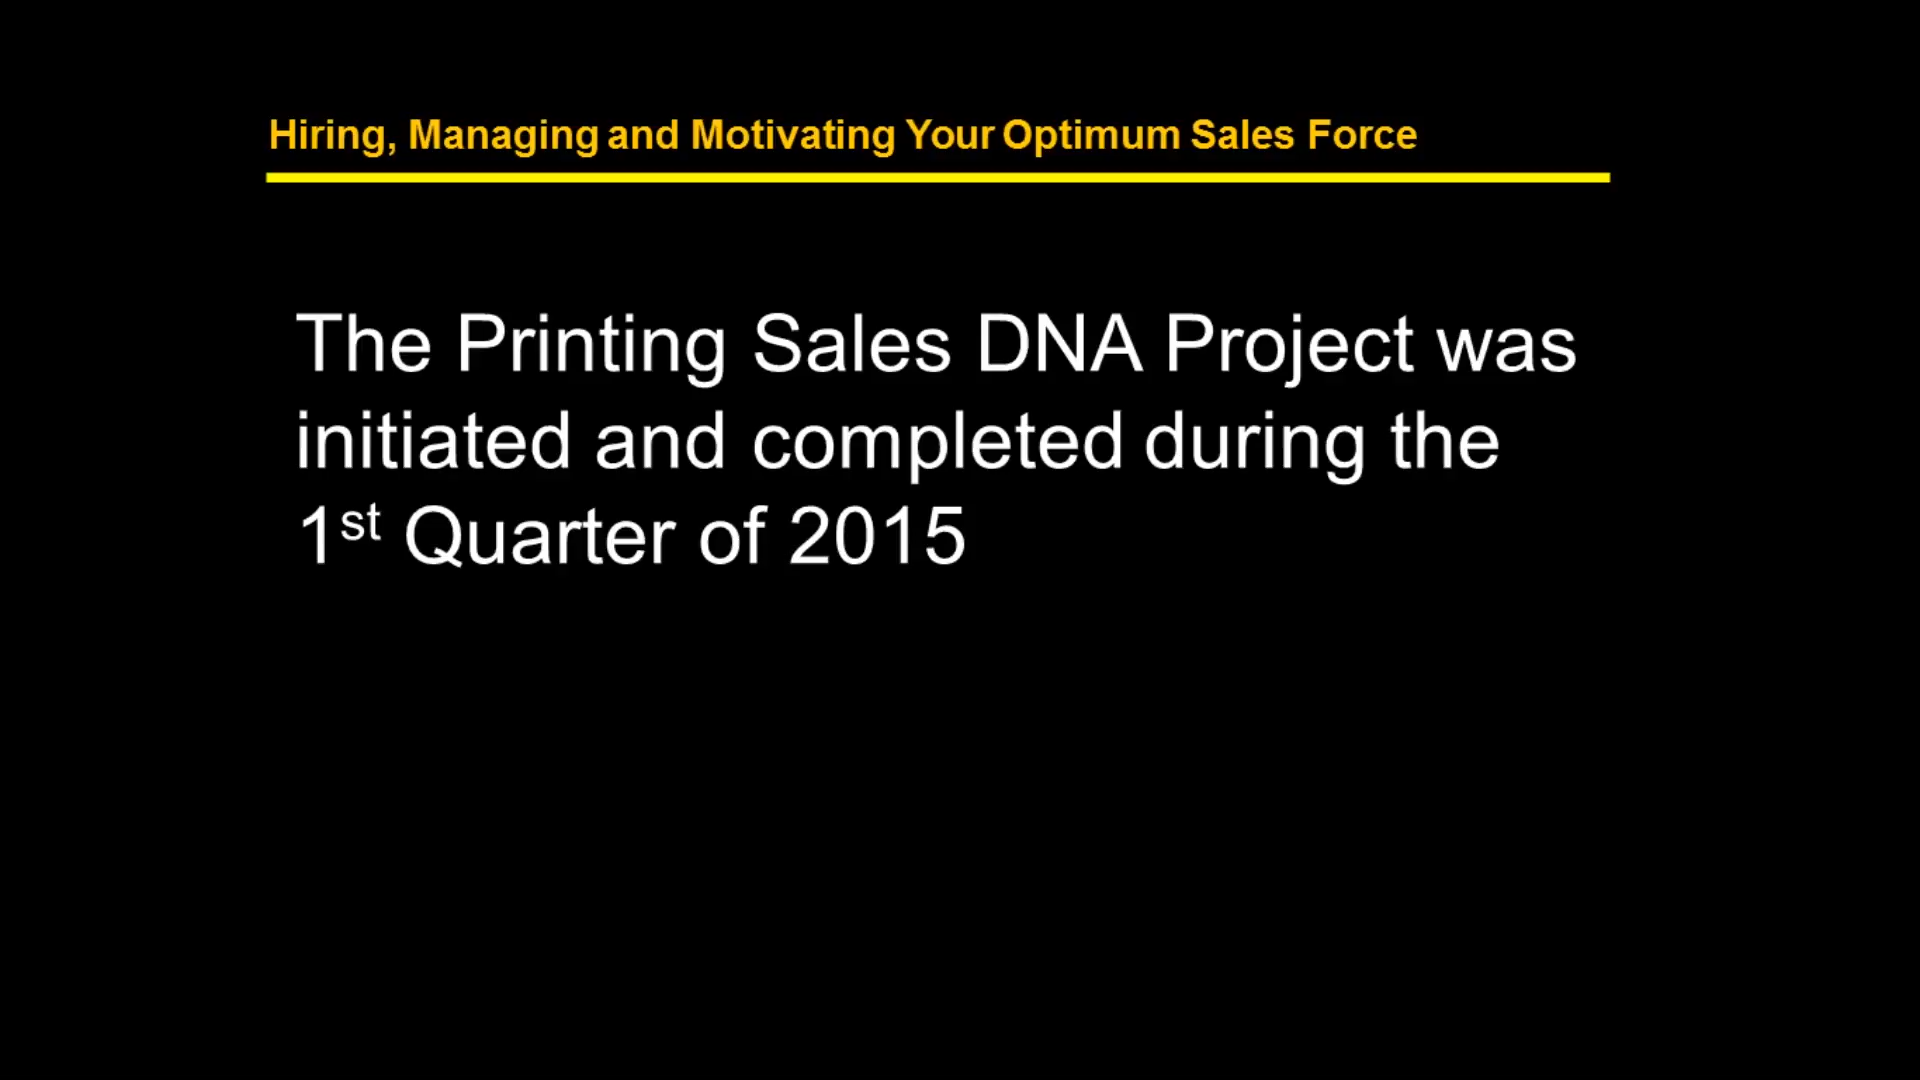 Hiring, Managing and Motivating Your Optimum Sales Force
The Printing Sales DNA Project was
initiated and completed during the
1st Quarter of 2015